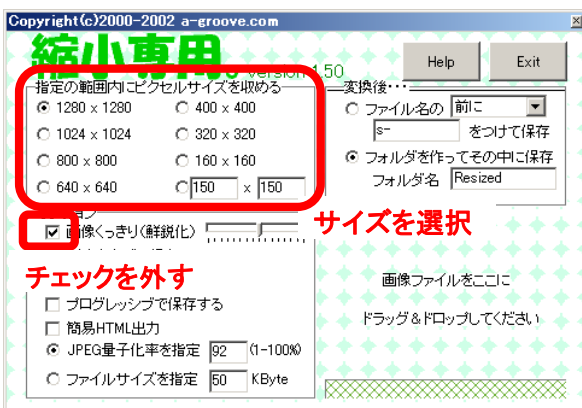 Copyright(c)2000-2002 a-groove.com
縮小専用
version 1.50
Help
Exit
指定の範囲内にピクセルサイズを収める
1280 x 1280
400 x 400
1024 x 1024
320 x 320
800 x 800
160 x 160
640 x 640
150 x 150
変換後・・・
ファイル名の 前に
s- をつけて保存
フォルダを作ってその中に保存
フォルダ名 Resized
サイズを選択
画像くっきり(鮮鋭化)
チェックを外す
プログレッシブで保存する
簡易HTML出力
JPEG量子化率を指定 92 (1-100%)
ファイルサイズを指定 50 KByte
画像ファイルをここに
ドラッグ&ドロップしてください